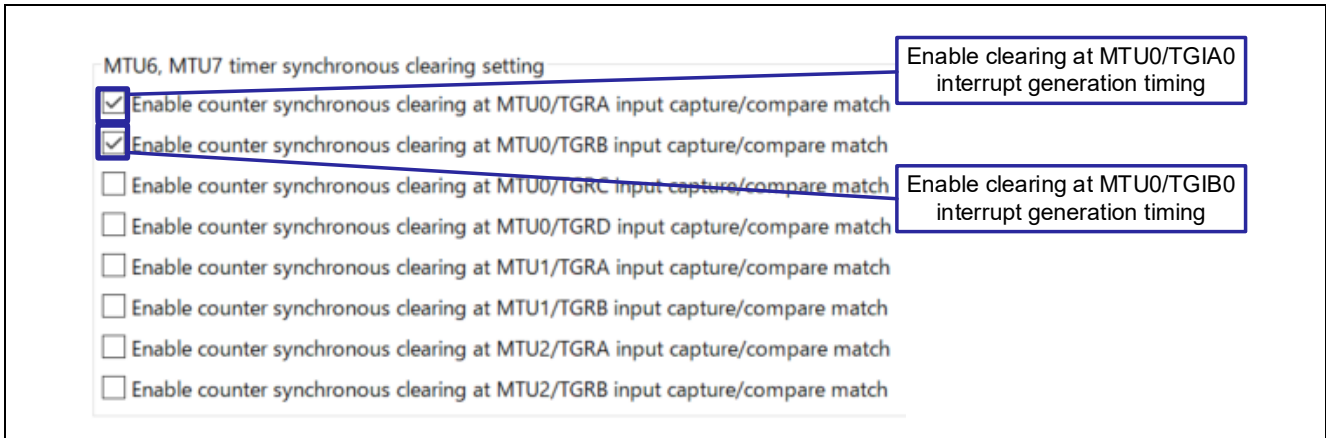 MTU6, MTU7 timer synchronous clearing setting
Enable counter synchronous clearing at MTU0/TGRA input capture/compare match
Enable counter synchronous clearing at MTU0/TGRB input capture/compare match
Enable counter synchronous clearing at MTU0/TGRC input capture/compare match
Enable counter synchronous clearing at MTU0/TGRD input capture/compare match
Enable counter synchronous clearing at MTU1/TGRA input capture/compare match
Enable counter synchronous clearing at MTU1/TGRB input capture/compare match
Enable counter synchronous clearing at MTU2/TGRA input capture/compare match
Enable counter synchronous clearing at MTU2/TGRB input capture/compare match
Enable clearing at MTU0/TGIA0
interrupt generation timing
Enable clearing at MTU0/TGIB0
interrupt generation timing